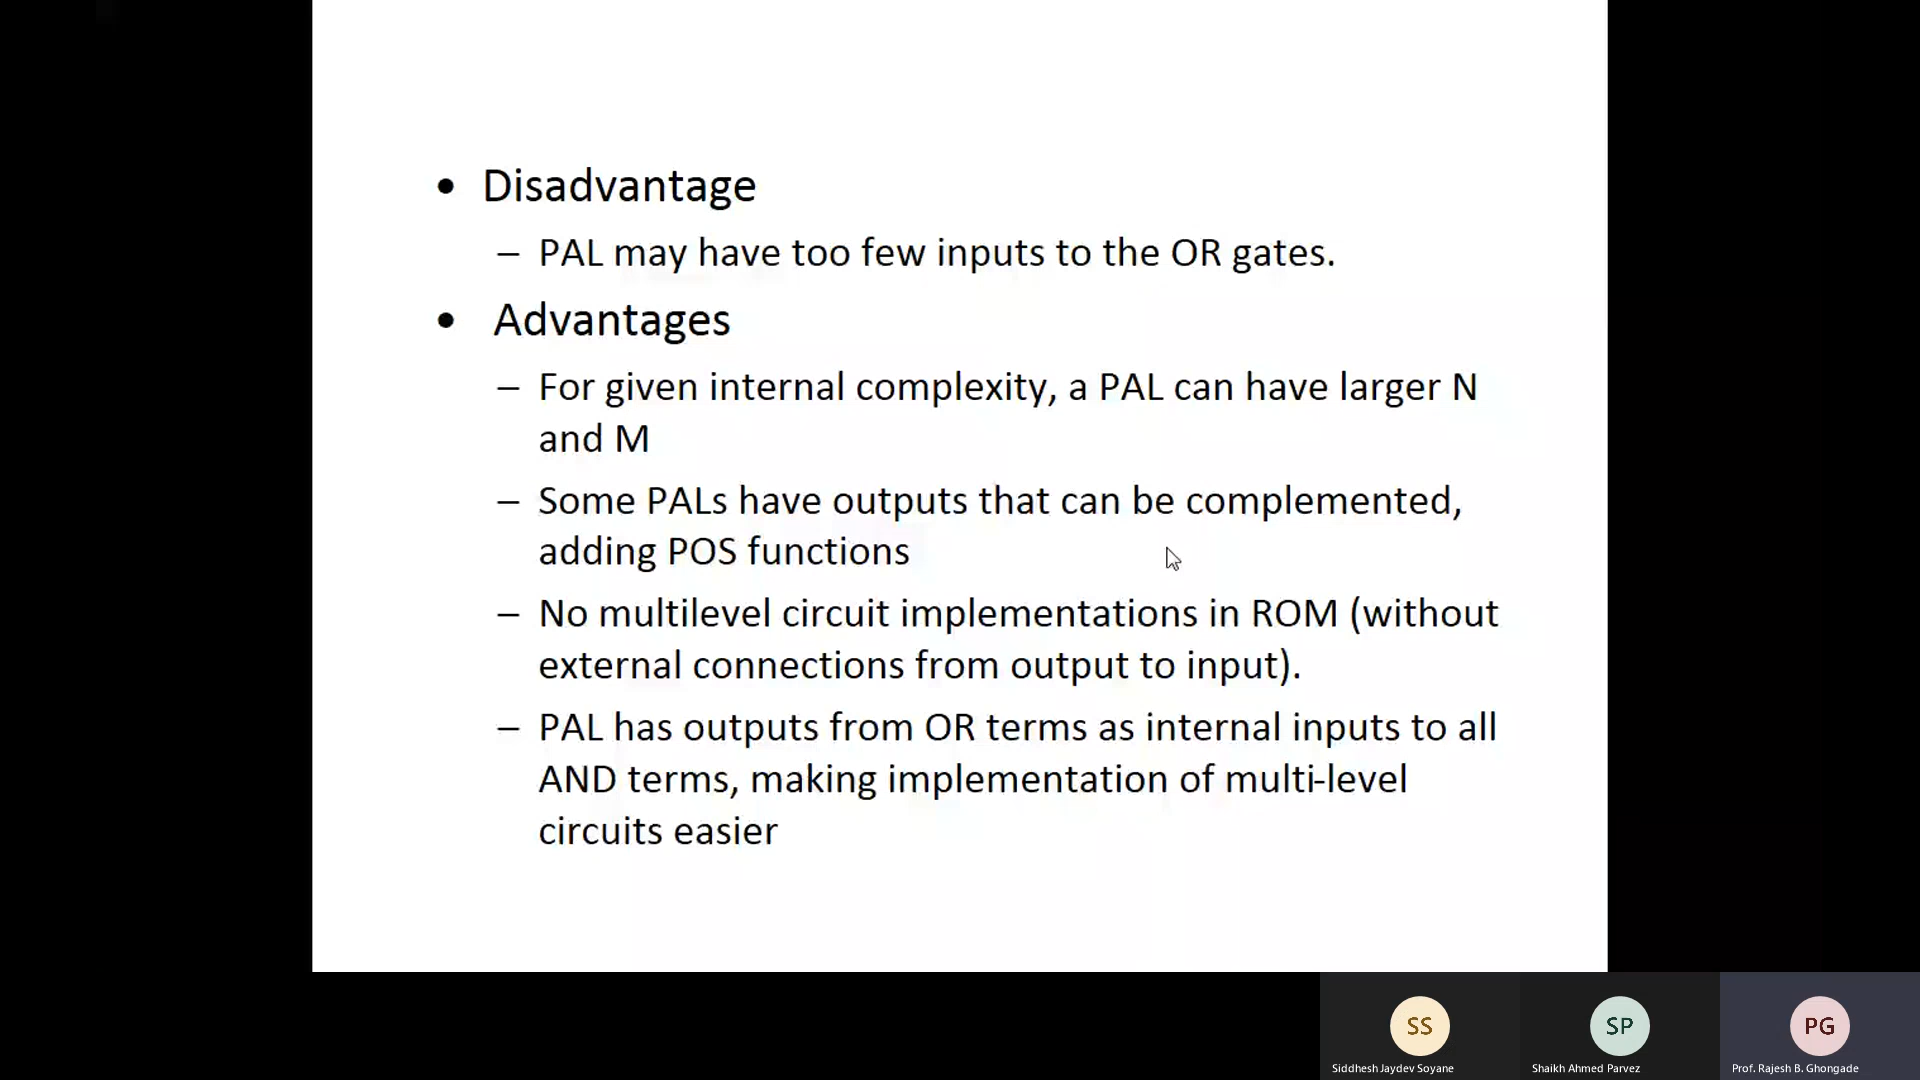 • Disadvantage
– PAL may have too few inputs to the OR gates.
• Advantages
– For given internal complexity, a PAL can have larger N
and M
– Some PALs have outputs that can be complemented,
adding POS functions
– No multilevel circuit implementations in ROM (without
external connections from output to input).
– PAL has outputs from OR terms as internal inputs to all
AND terms, making implementation of multi-level
circuits easier
SS
SP
PG
Siddhesh Jaydev Soyane
Shaikh Ahmed Parvez
Prof. Rajesh B. Ghongade